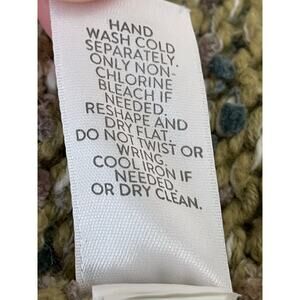 HAND
WASH COLD
SEPARATELY.
ONLY NON-
CHLORINE
BLEACH IF
NEEDED.
RESHAPE AND
DRY FLAT.
DO NOT TWIST OR
WRING.
COOL IRON IF
NEEDED.
OR DRY CLEAN.